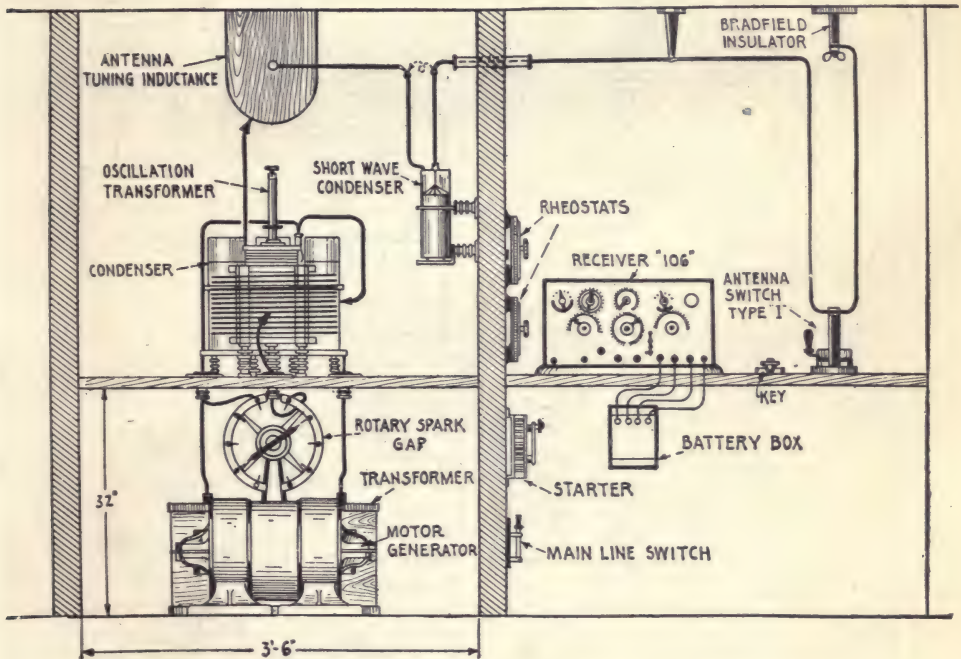 ANTENNA
TUNING INDUCTANCE
BRADFIELD
INSULATOR
OSCILLATION
TRANSFORMER
SHORT WAVE
CONDENSER
CONDENSER
RHEOSTATS
RECEIVER "106"
ANTENNA
SWITCH
TYPE "I"
KEY
ROTARY SPARK
GAP
TRANSFORMER
MOTOR
GENERATOR
BATTERY BOX
STARTER
MAIN LINE SWITCH
32"
3'-6"